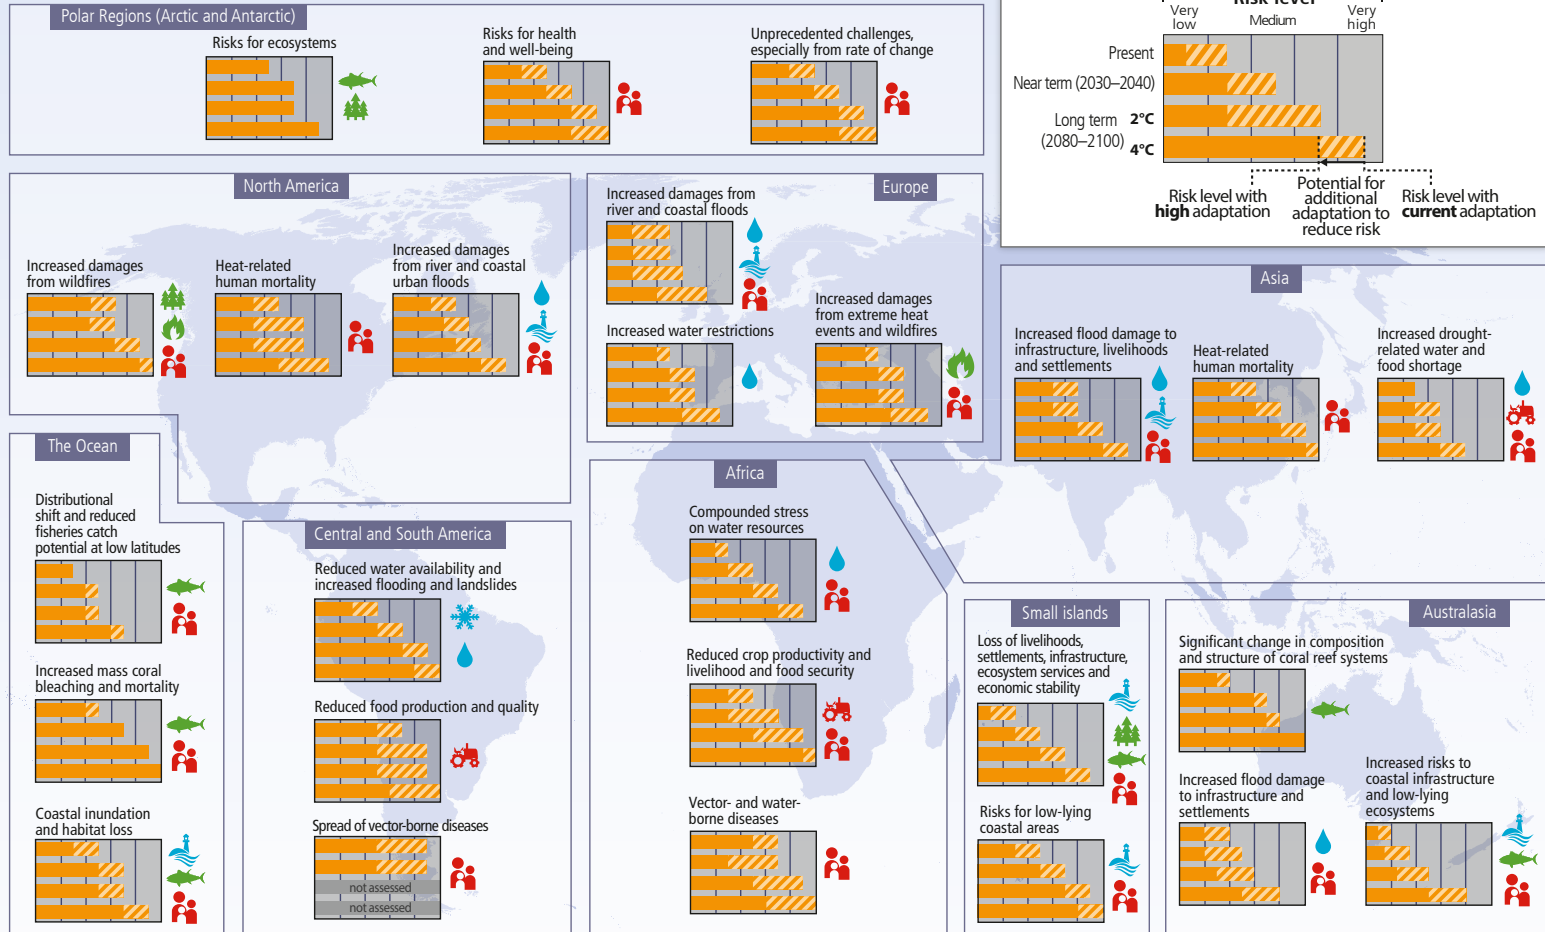 Polar Regions (Arctic and Antarctic)
Risks for ecosystems
Risks for health
and well-being
Unprecedented challenges,
especially from rate of change
Risk level
Very
low
Medium
Very
high
Present
Near term (2030–2040)
Long term
(2080–2100)
2°C
4°C
Risk level with
high adaptation
Potential for
additional
adaptation to
reduce risk
Risk level with
current adaptation
North America
Increased damages
from wildfires
Heat-related
human mortality
Increased damages
from river and coastal
urban floods
Europe
Increased damages from
river and coastal floods
Increased water restrictions
Increased damages
from extreme heat
events and wildfires
Asia
Increased flood damage to
infrastructure, livelihoods
and settlements
Heat-related
human mortality
Increased drought-
related water and
food shortage
The Ocean
Distributional
shift and reduced
fisheries catch
potential at low latitudes
Increased mass coral
bleaching and mortality
Coastal inundation
and habitat loss
Central and South America
Reduced water availability and
increased flooding and landslides
Reduced food production and quality
Spread of vector-borne diseases
not assessed
not assessed
Africa
Compounded stress
on water resources
Reduced crop productivity and
livelihood and food security
Vector- and water-
borne diseases
Small islands
Loss of livelihoods,
settlements, infrastructure,
ecosystem services and
economic stability
Risks for low-lying
coastal areas
Australasia
Significant change in composition
and structure of coral reef systems
Increased flood damage
to infrastructure and
settlements
Increased risks to
coastal infrastructure
and low-lying
ecosystems